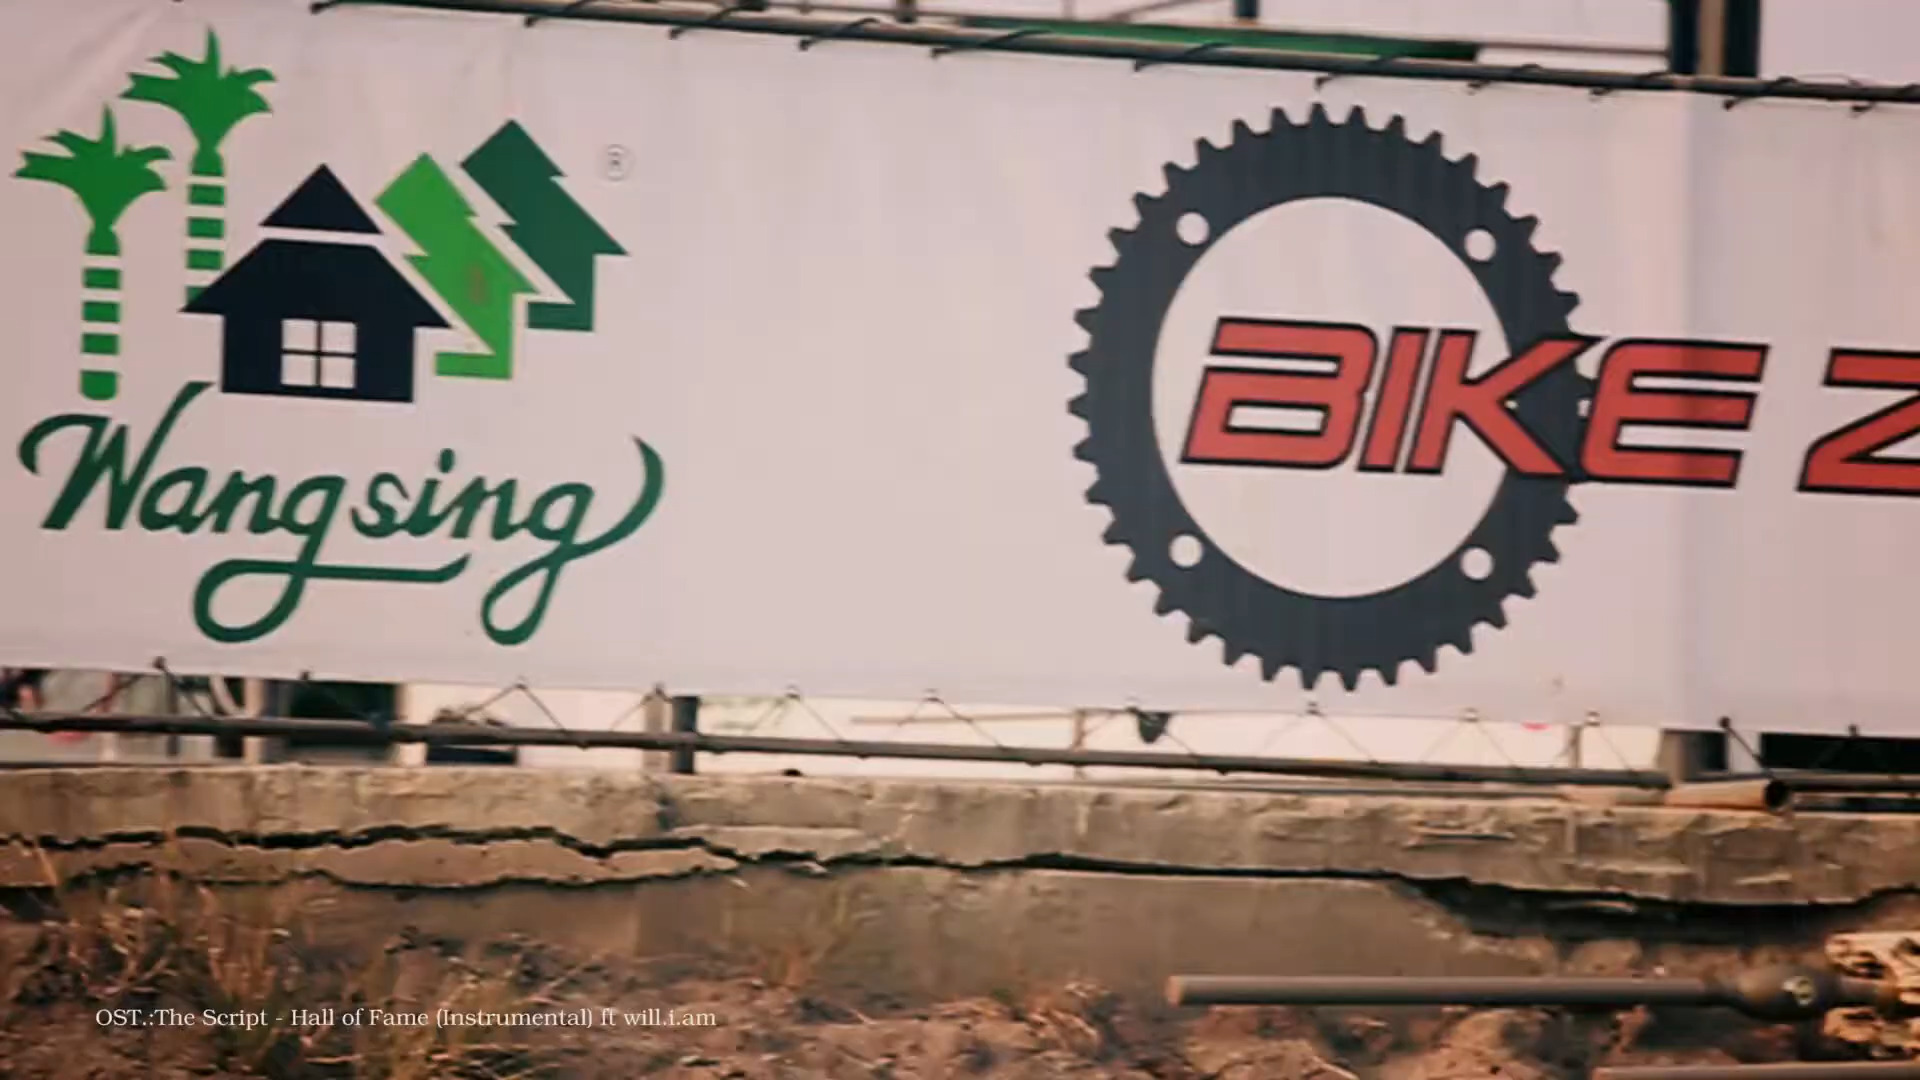 ®
Wangsing
BIKE Z
OST.:The Script - Hall of Fame (Instrumental) ft will.i.am